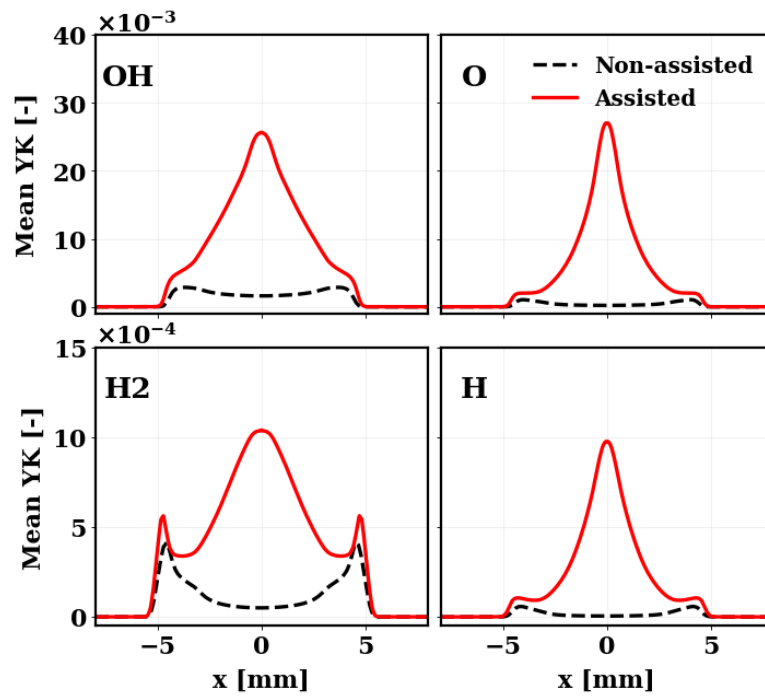 ×10⁻³
40
30
20
10
0
Mean YK [-]
OH
O
Non-assisted
Assisted
×10⁻⁴
15
10
5
0
Mean YK [-]
H2
H
−5 0 5
−5 0 5
x [mm]
x [mm]